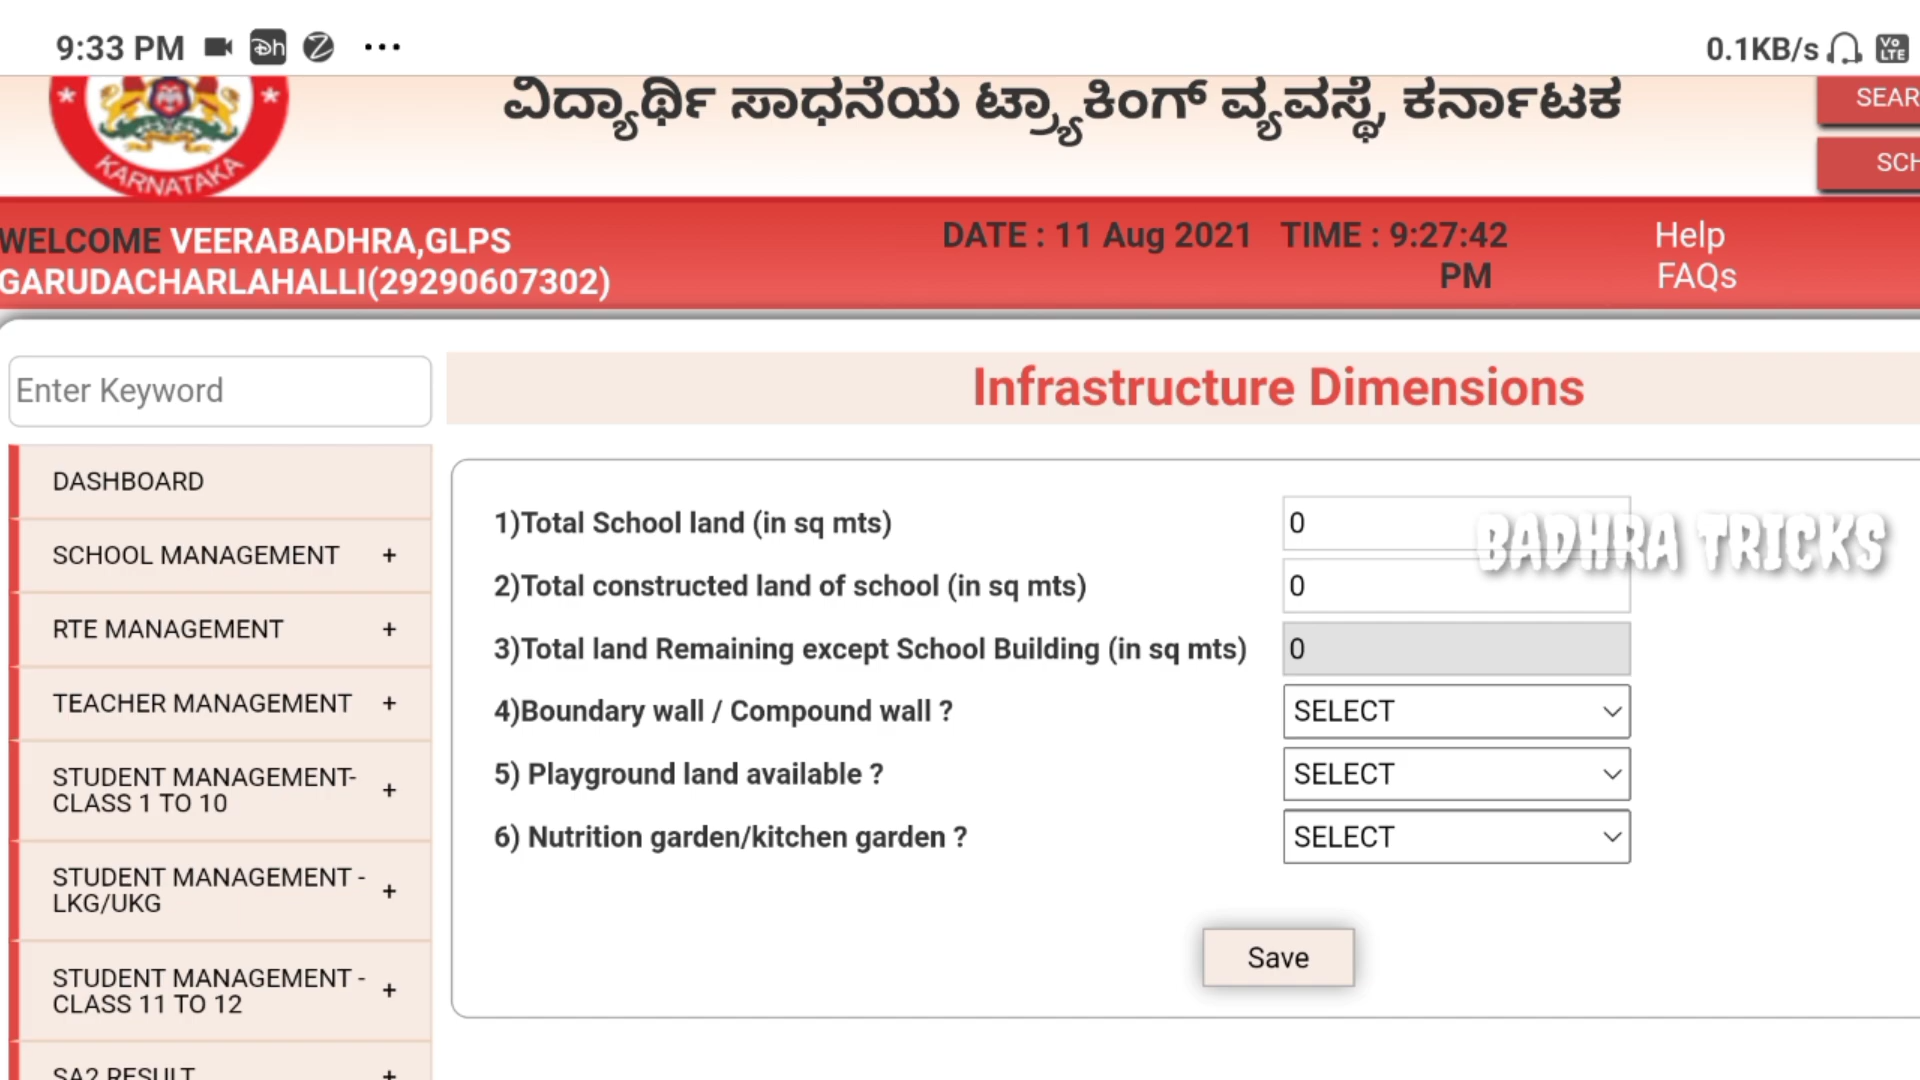 9:33 PM
0.1KB/s
Vo LTE
KARNATAKA
ವಿದ್ಯಾರ್ಥಿ ಸಾಧನೆಯ ಟ್ರ್ಯಾಕಿಂಗ್ ವ್ಯವಸ್ಥೆ, ಕರ್ನಾಟಕ
SEAR
SCH
WELCOME VEERABADHRA,GLPS
GARUDACHARLAHALLI(29290607302)
DATE : 11 Aug 2021 TIME : 9:27:42
PM
Help
FAQs
Enter Keyword
Infrastructure Dimensions
DASHBOARD
SCHOOL MANAGEMENT +
RTE MANAGEMENT +
TEACHER MANAGEMENT +
STUDENT MANAGEMENT-
CLASS 1 TO 10 +
STUDENT MANAGEMENT -
LKG/UKG +
STUDENT MANAGEMENT -
CLASS 11 TO 12 +
SA2 RESULT +
1)Total School land (in sq mts) 0
BADHRA TRICKS
2)Total constructed land of school (in sq mts) 0
3)Total land Remaining except School Building (in sq mts) 0
4)Boundary wall / Compound wall ? SELECT
5) Playground land available ? SELECT
6) Nutrition garden/kitchen garden ? SELECT
Save